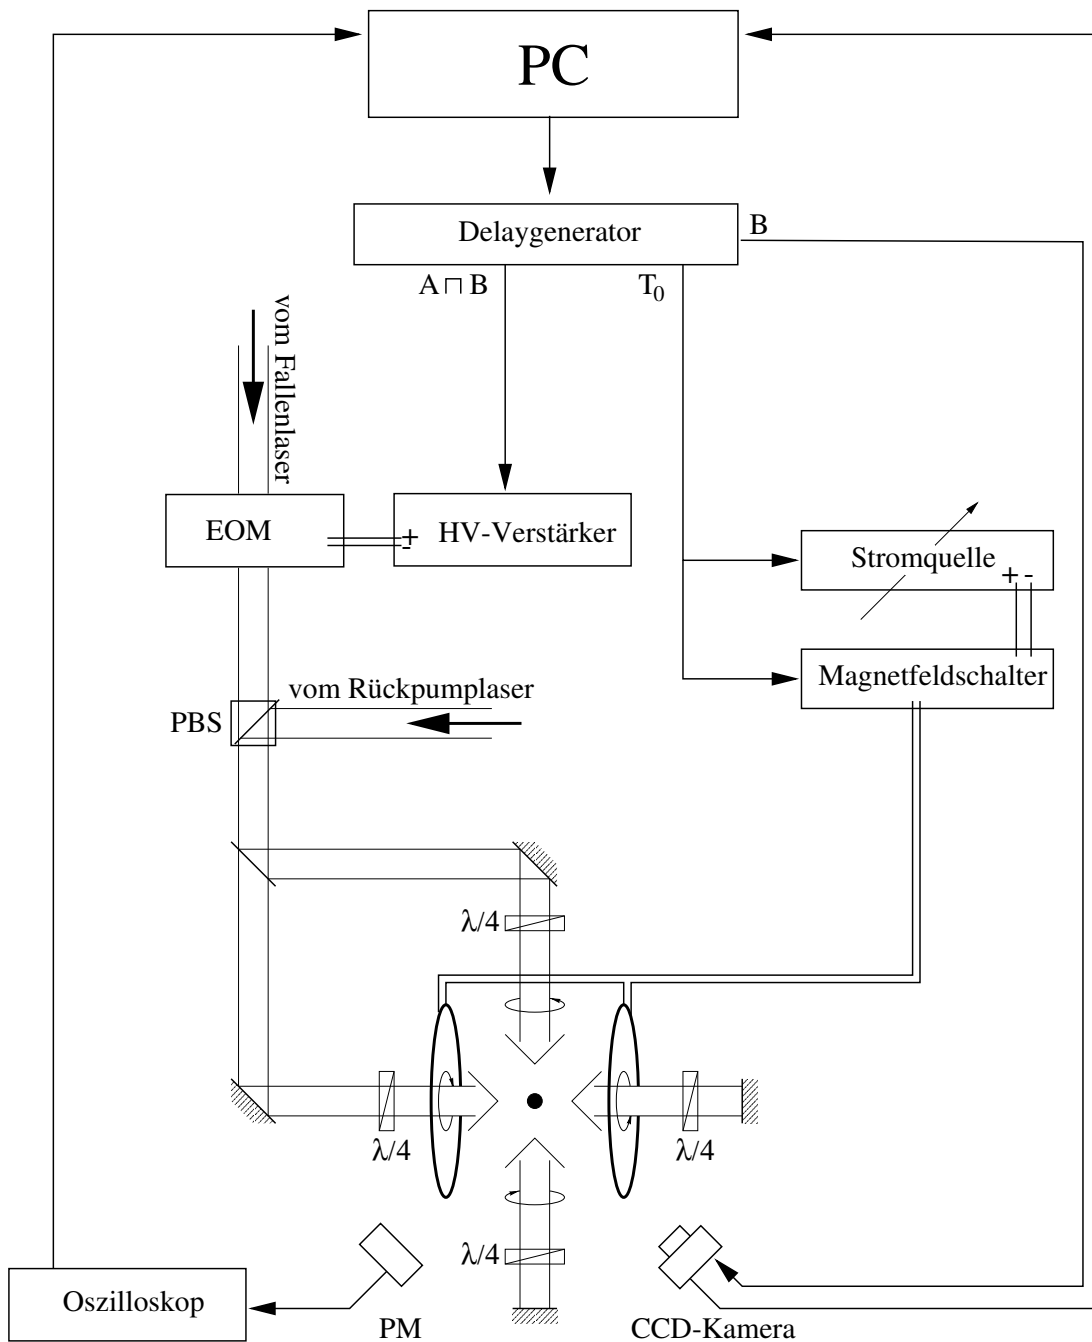 PC
Delaygenerator
B
A ⊓ B
T₀
vom Fallenlaser
EOM
+
-
HV-Verstärker
Stromquelle
+ -
Magnetfeldschalter
vom Rückpumplaser
PBS
λ/4
λ/4
λ/4
λ/4
Oszilloskop
PM
CCD-Kamera